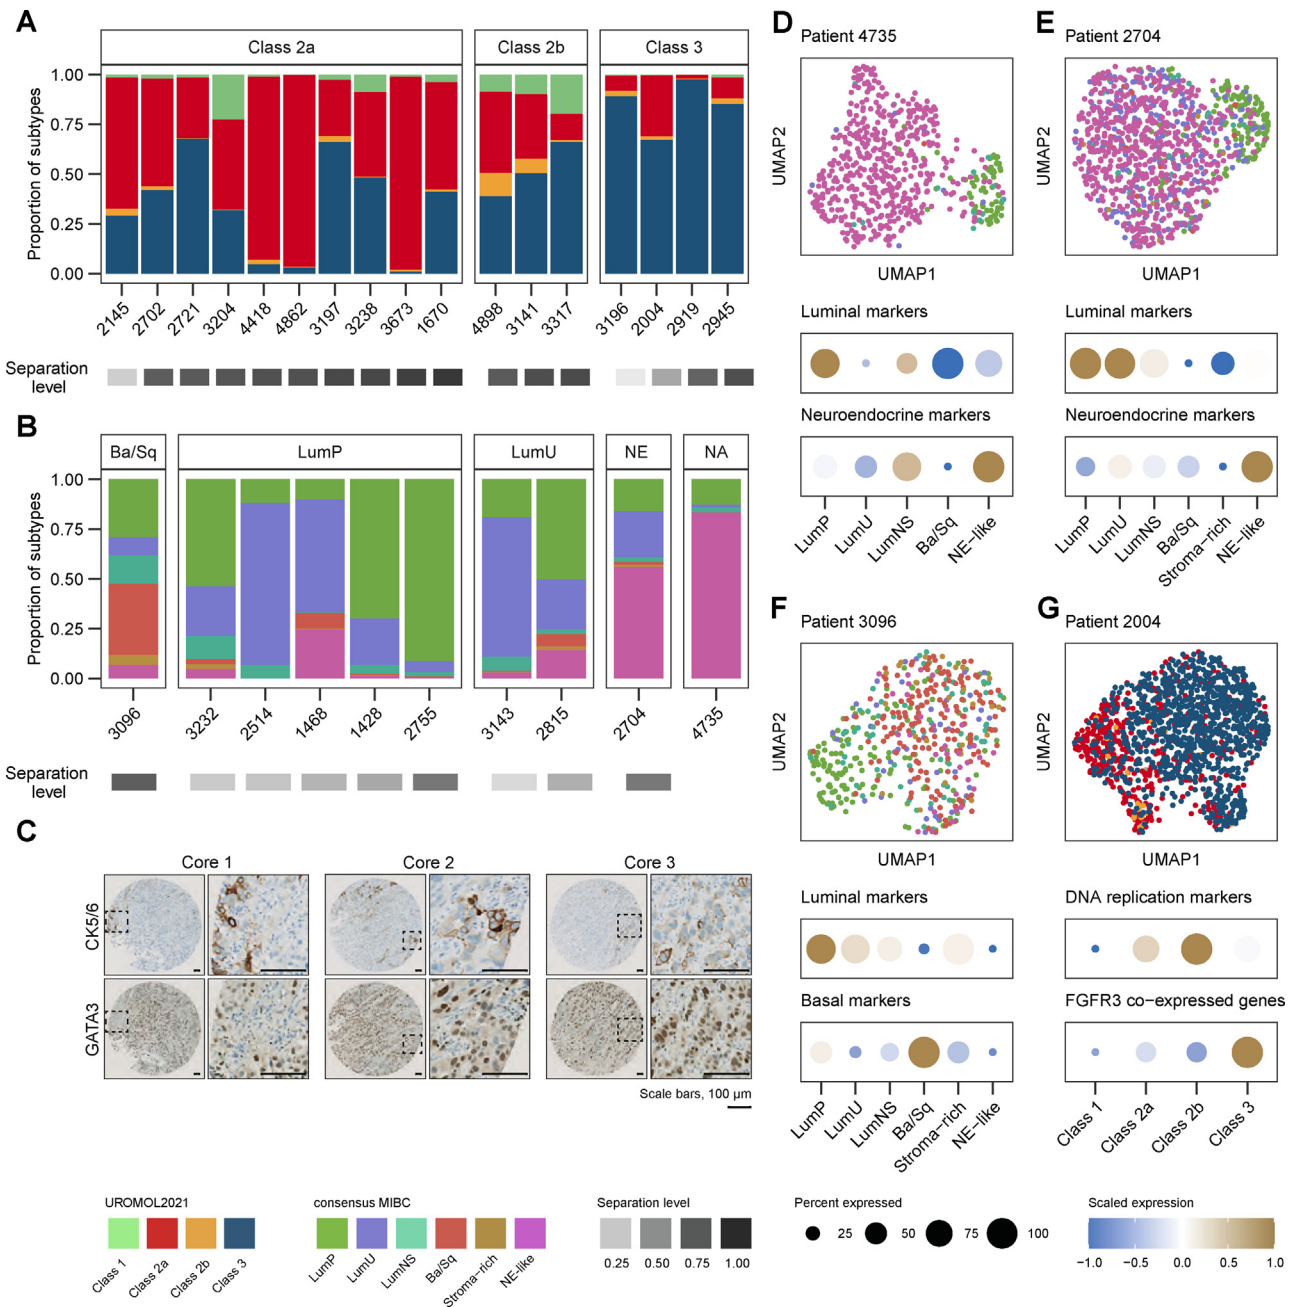 A
Class 2a
Class 2b
Class 3
Proportion of subtypes
1.00
0.75
0.50
0.25
0.00
2145
2702
2721
3204
4418
4862
3197
3238
3673
1670
4898
3141
3317
3196
2004
2919
2945
Separation
level
B
Ba/Sq
LumP
LumU
NE
NA
Proportion of subtypes
1.00
0.75
0.50
0.25
0.00
3096
3232
2514
1468
1428
2755
3143
2815
2704
4735
Separation
level
C
Core 1
Core 2
Core 3
CK5/6
GATA3
Scale bars, 100 µm
D
Patient 4735
UMAP2
UMAP1
Luminal markers
Neuroendocrine markers
LumP
LumU
LumNS
Ba/Sq
NE-like
E
Patient 2704
UMAP2
UMAP1
Luminal markers
Neuroendocrine markers
LumP
LumU
LumNS
Ba/Sq
Stroma-rich
NE-like
F
Patient 3096
UMAP2
UMAP1
Luminal markers
Basal markers
LumP
LumU
LumNS
Ba/Sq
Stroma-rich
NE-like
G
Patient 2004
UMAP2
UMAP1
DNA replication markers
FGFR3 co-expressed genes
Class 1
Class 2a
Class 2b
Class 3
UROMOL2021
Class 1
Class 2a
Class 2b
Class 3
consensus MIBC
LumP
LumU
LumNS
Ba/Sq
Stroma-rich
NE-like
Separation level
0.25 0.50 0.75 1.00
Percent expressed
25 50 75 100
Scaled expression
−1.0 −0.5 0.0 0.5 1.0